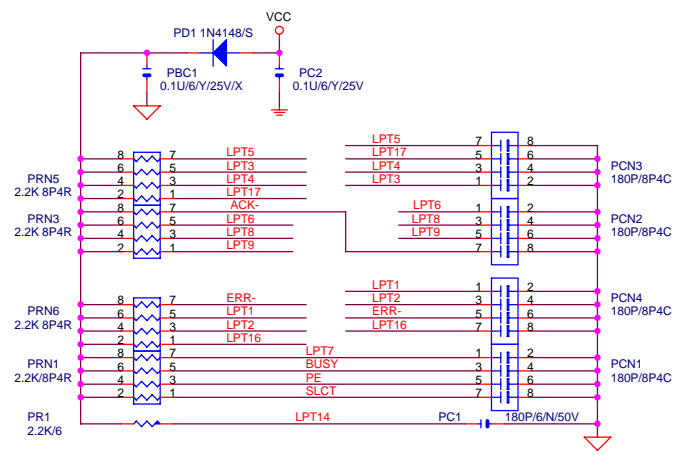 VCC
PD1 1N4148/S
PBC1
0.1U/6/Y/25V/X
PC2
0.1U/6/Y/25V
PRN5
2.2K 8P4R
8 7 LPT5
6 5 LPT3
4 3 LPT4
2 1 LPT17
PRN3
2.2K 8P4R
8 7 ACK-
6 5 LPT6
4 3 LPT8
2 1 LPT9
LPT5 7 8
LPT17 5 6
LPT4 3 4
LPT3 1 2
PCN3
180P/8P4C
LPT6 1 2
LPT8 3 4
LPT9 5 6
7 8
PCN2
180P/8P4C
PRN6
2.2K 8P4R
8 7 ERR-
6 5 LPT1
4 3 LPT2
2 1 LPT16
LPT1 1 2
LPT2 3 4
ERR- 5 6
LPT16 7 8
PCN4
180P/8P4C
PRN1
2.2K/8P4R
8 7 LPT7 1 2
6 5 BUSY 3 4
4 3 PE 5 6
2 1 SLCT 7 8
PCN1
180P/8P4C
PR1
2.2K/6
LPT14
PC1
180P/6/N/50V